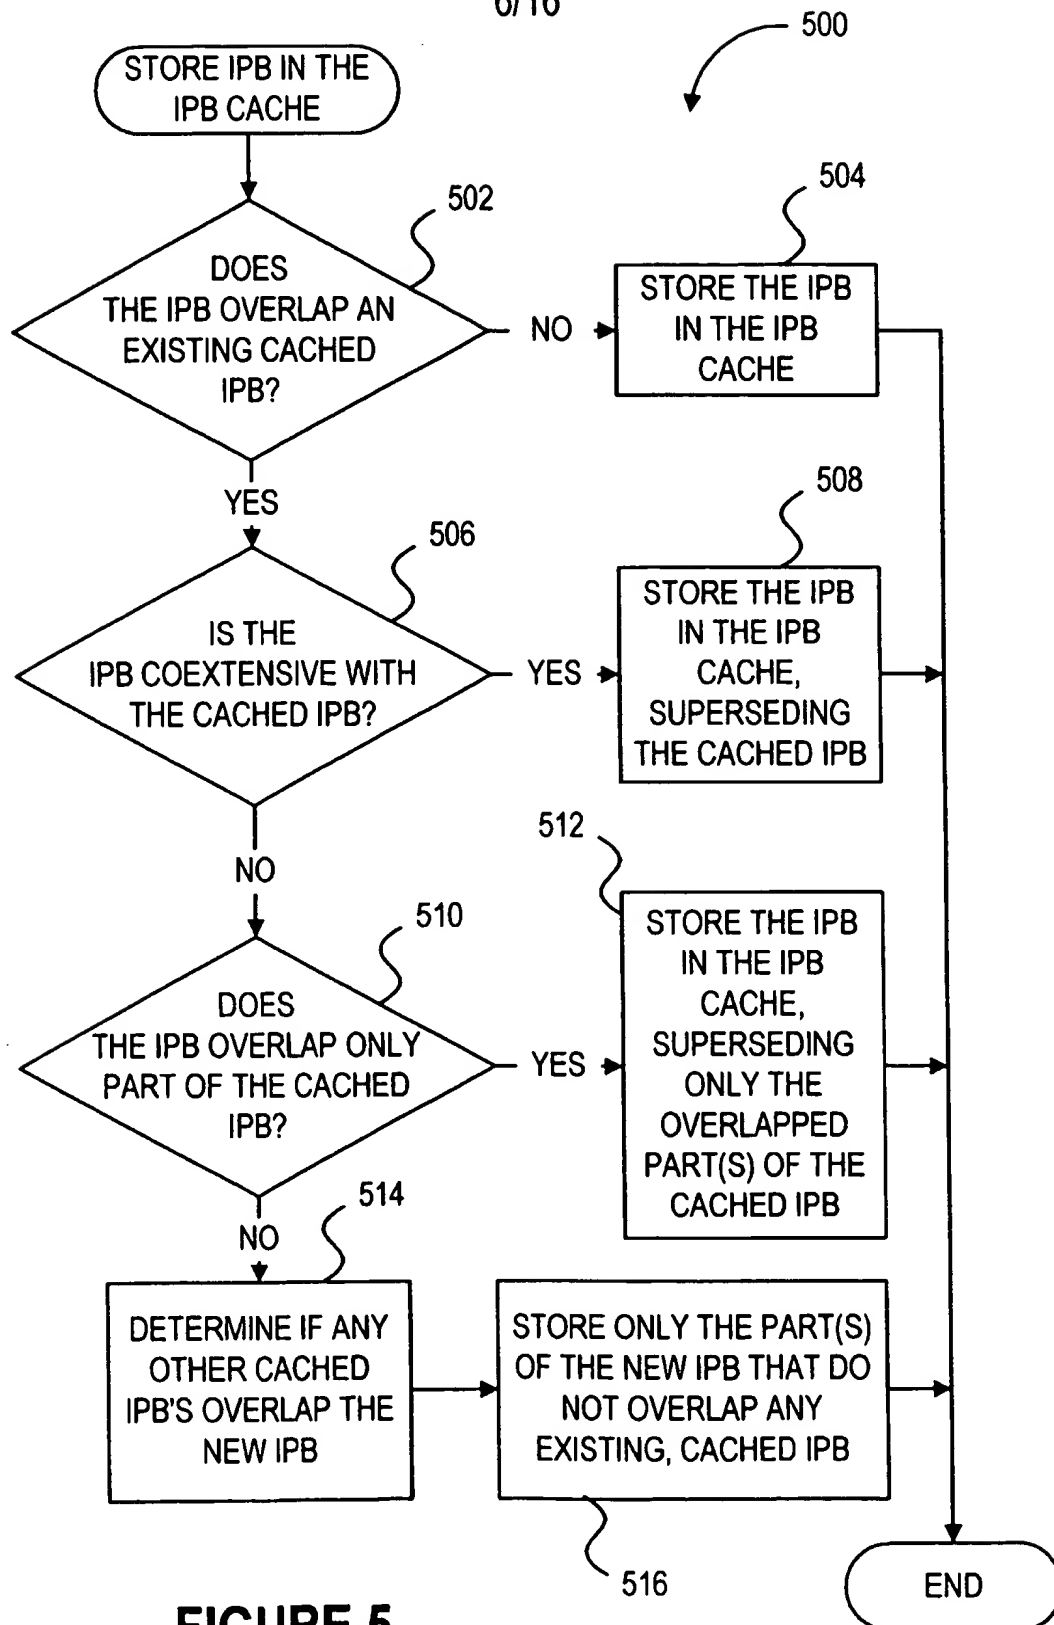 6/16
500
STORE IPB IN THE
IPB CACHE
502
DOES
THE IPB OVERLAP AN
EXISTING CACHED
IPB?
NO
504
STORE THE IPB
IN THE IPB
CACHE
YES
506
IS THE
IPB COEXTENSIVE WITH
THE CACHED IPB?
YES
508
STORE THE IPB
IN THE IPB
CACHE,
SUPERSEDING
THE CACHED IPB
NO
510
DOES
THE IPB OVERLAP ONLY
PART OF THE CACHED
IPB?
YES
512
STORE THE IPB
IN THE IPB
CACHE,
SUPERSEDING
ONLY THE
OVERLAPPED
PART(S) OF THE
CACHED IPB
NO
514
DETERMINE IF ANY
OTHER CACHED
IPB'S OVERLAP THE
NEW IPB
STORE ONLY THE PART(S)
OF THE NEW IPB THAT DO
NOT OVERLAP ANY
EXISTING, CACHED IPB
516
END
FIGURE 5